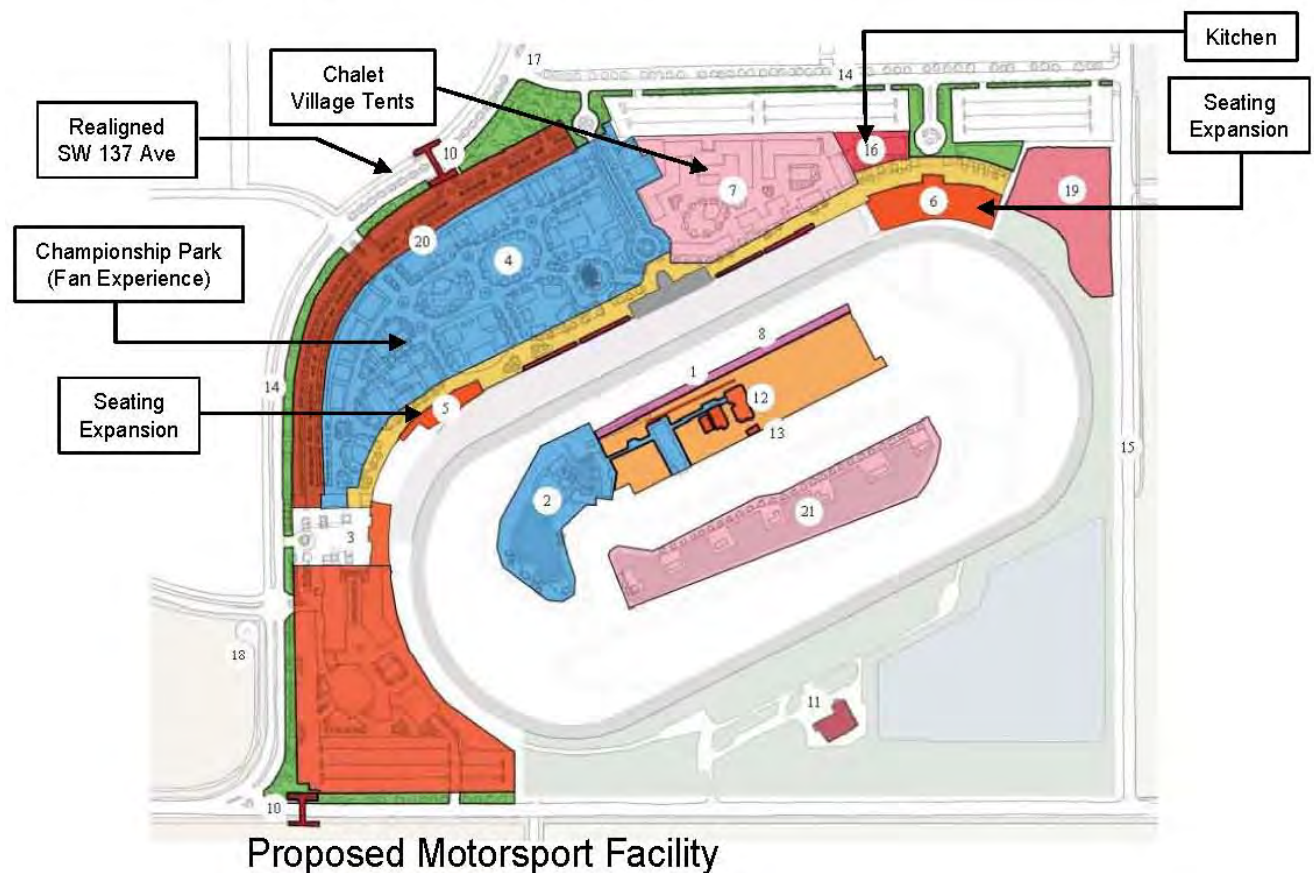 Kitchen
17
Chalet
Village Tents
14
Seating
Expansion
Realigned
SW 137 Ave
10
16
7
19
6
20
4
Championship Park
(Fan Experience)
8
1
14
12
Seating
Expansion
5
13
15
2
21
3
18
11
10
Proposed Motorsport Facility